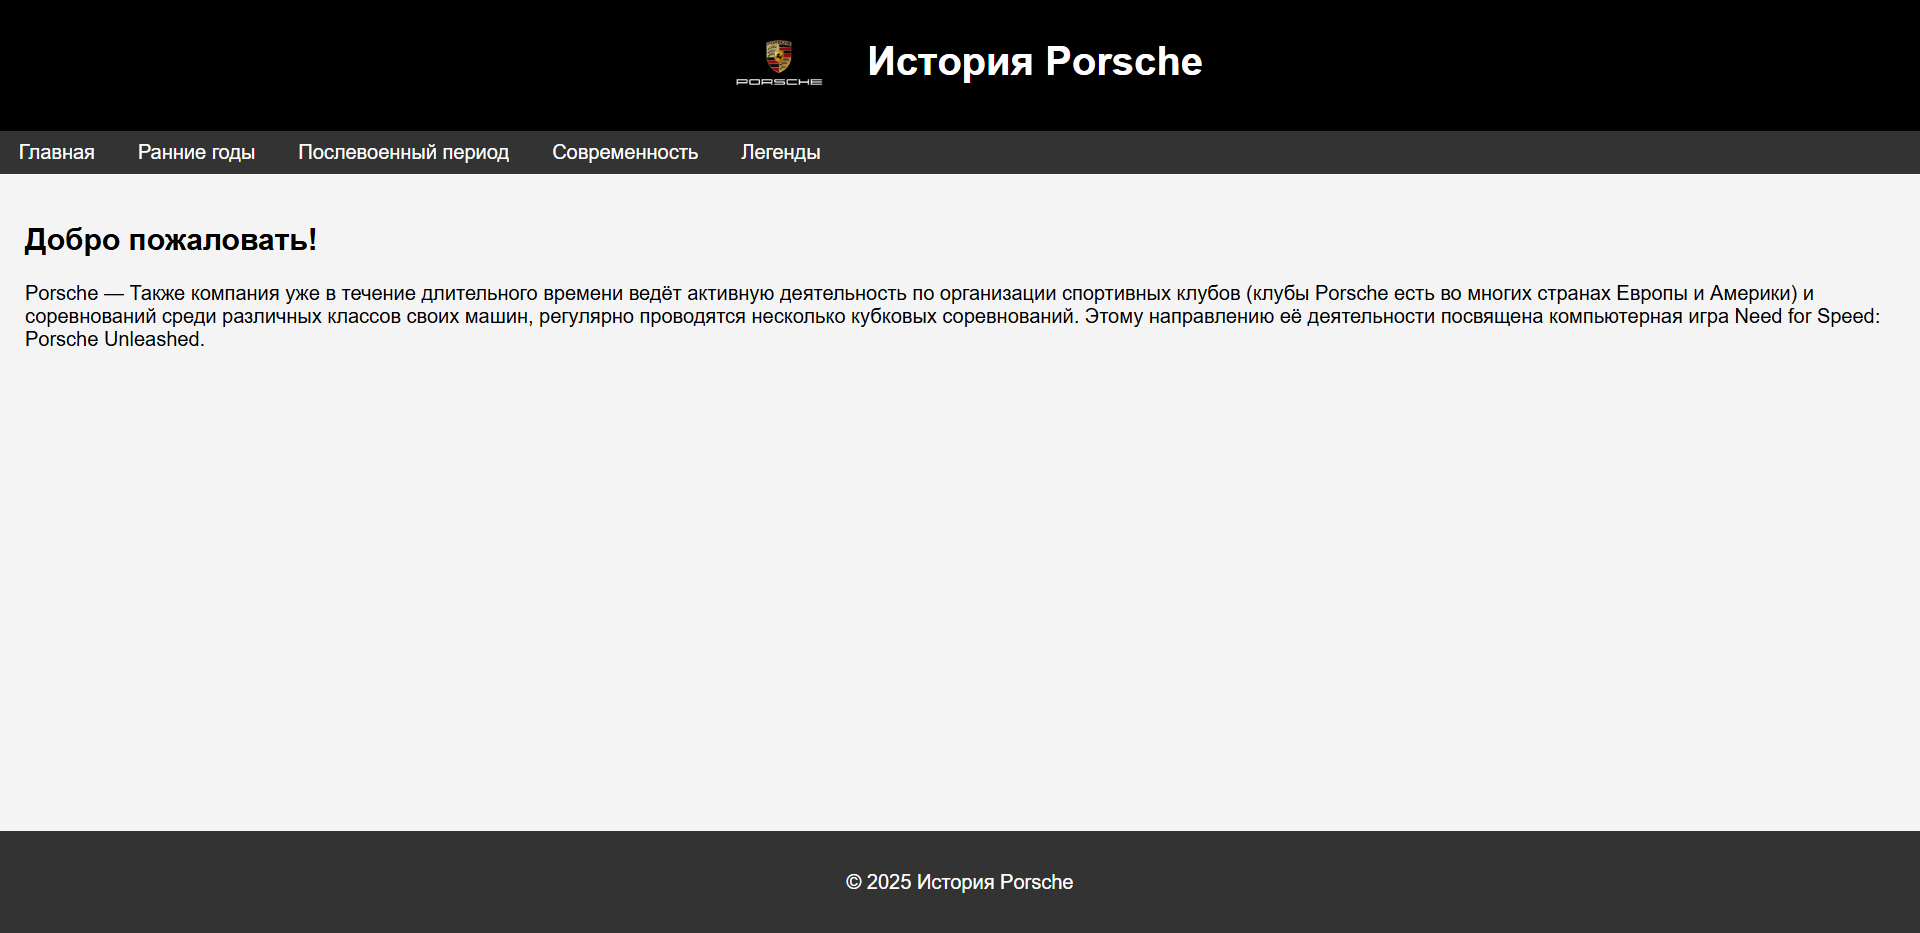 PORSCHE
История Porsche
Главная Ранние годы Послевоенный период Современность Легенды
Добро пожаловать!
Porsche — Также компания уже в течение длительного времени ведёт активную деятельность по организации спортивных клубов (клубы Porsche есть во многих странах Европы и Америки) и
соревнований среди различных классов своих машин, регулярно проводятся несколько кубковых соревнований. Этому направлению её деятельности посвящена компьютерная игра Need for Speed:
Porsche Unleashed.
© 2025 История Porsche